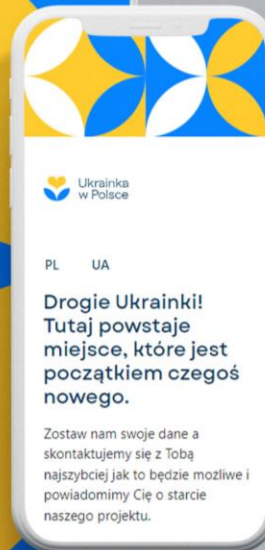 Ukrainka
w Polsce
PL UA
Drogie Ukrainki!
Tutaj powstaje
miejsce, które jest
początkiem czegoś
nowego.
Zostaw nam swoje dane a
skontaktujemy się z Tobą
najszybciej jak to będzie możliwe i
powiadomimy Cię o starcie
naszego projektu.